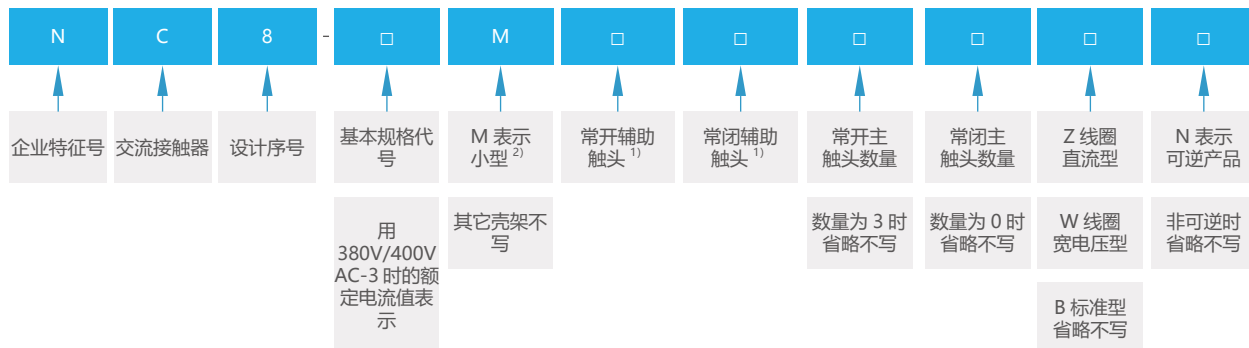 N C 8 - □ M □ □ □ □ □ □
企业特征号
交流接触器
设计序号
基本规格代
号
M 表示
小型 2)
常开辅助
触头 1)
常闭辅助
触头 1)
常开主
触头数量
常闭主
触头数量
Z 线圈
直流型
N 表示
可逆产品
用
380V/400V
AC-3 时的额
定电流值表
示
其它壳架不
写
数量为 3 时
省略不写
数量为 0 时
省略不写
W 线圈
宽电压型
非可逆时
省略不写
B 标准型
省略不写